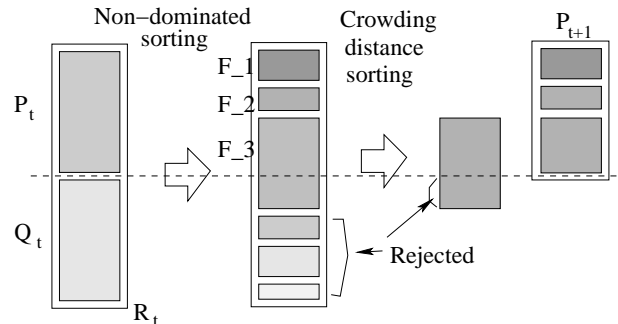 Non−dominated
sorting
Crowding
distance
sorting
P t+1
P t
F_1
F_2
F_3
Q t
Rejected
R t